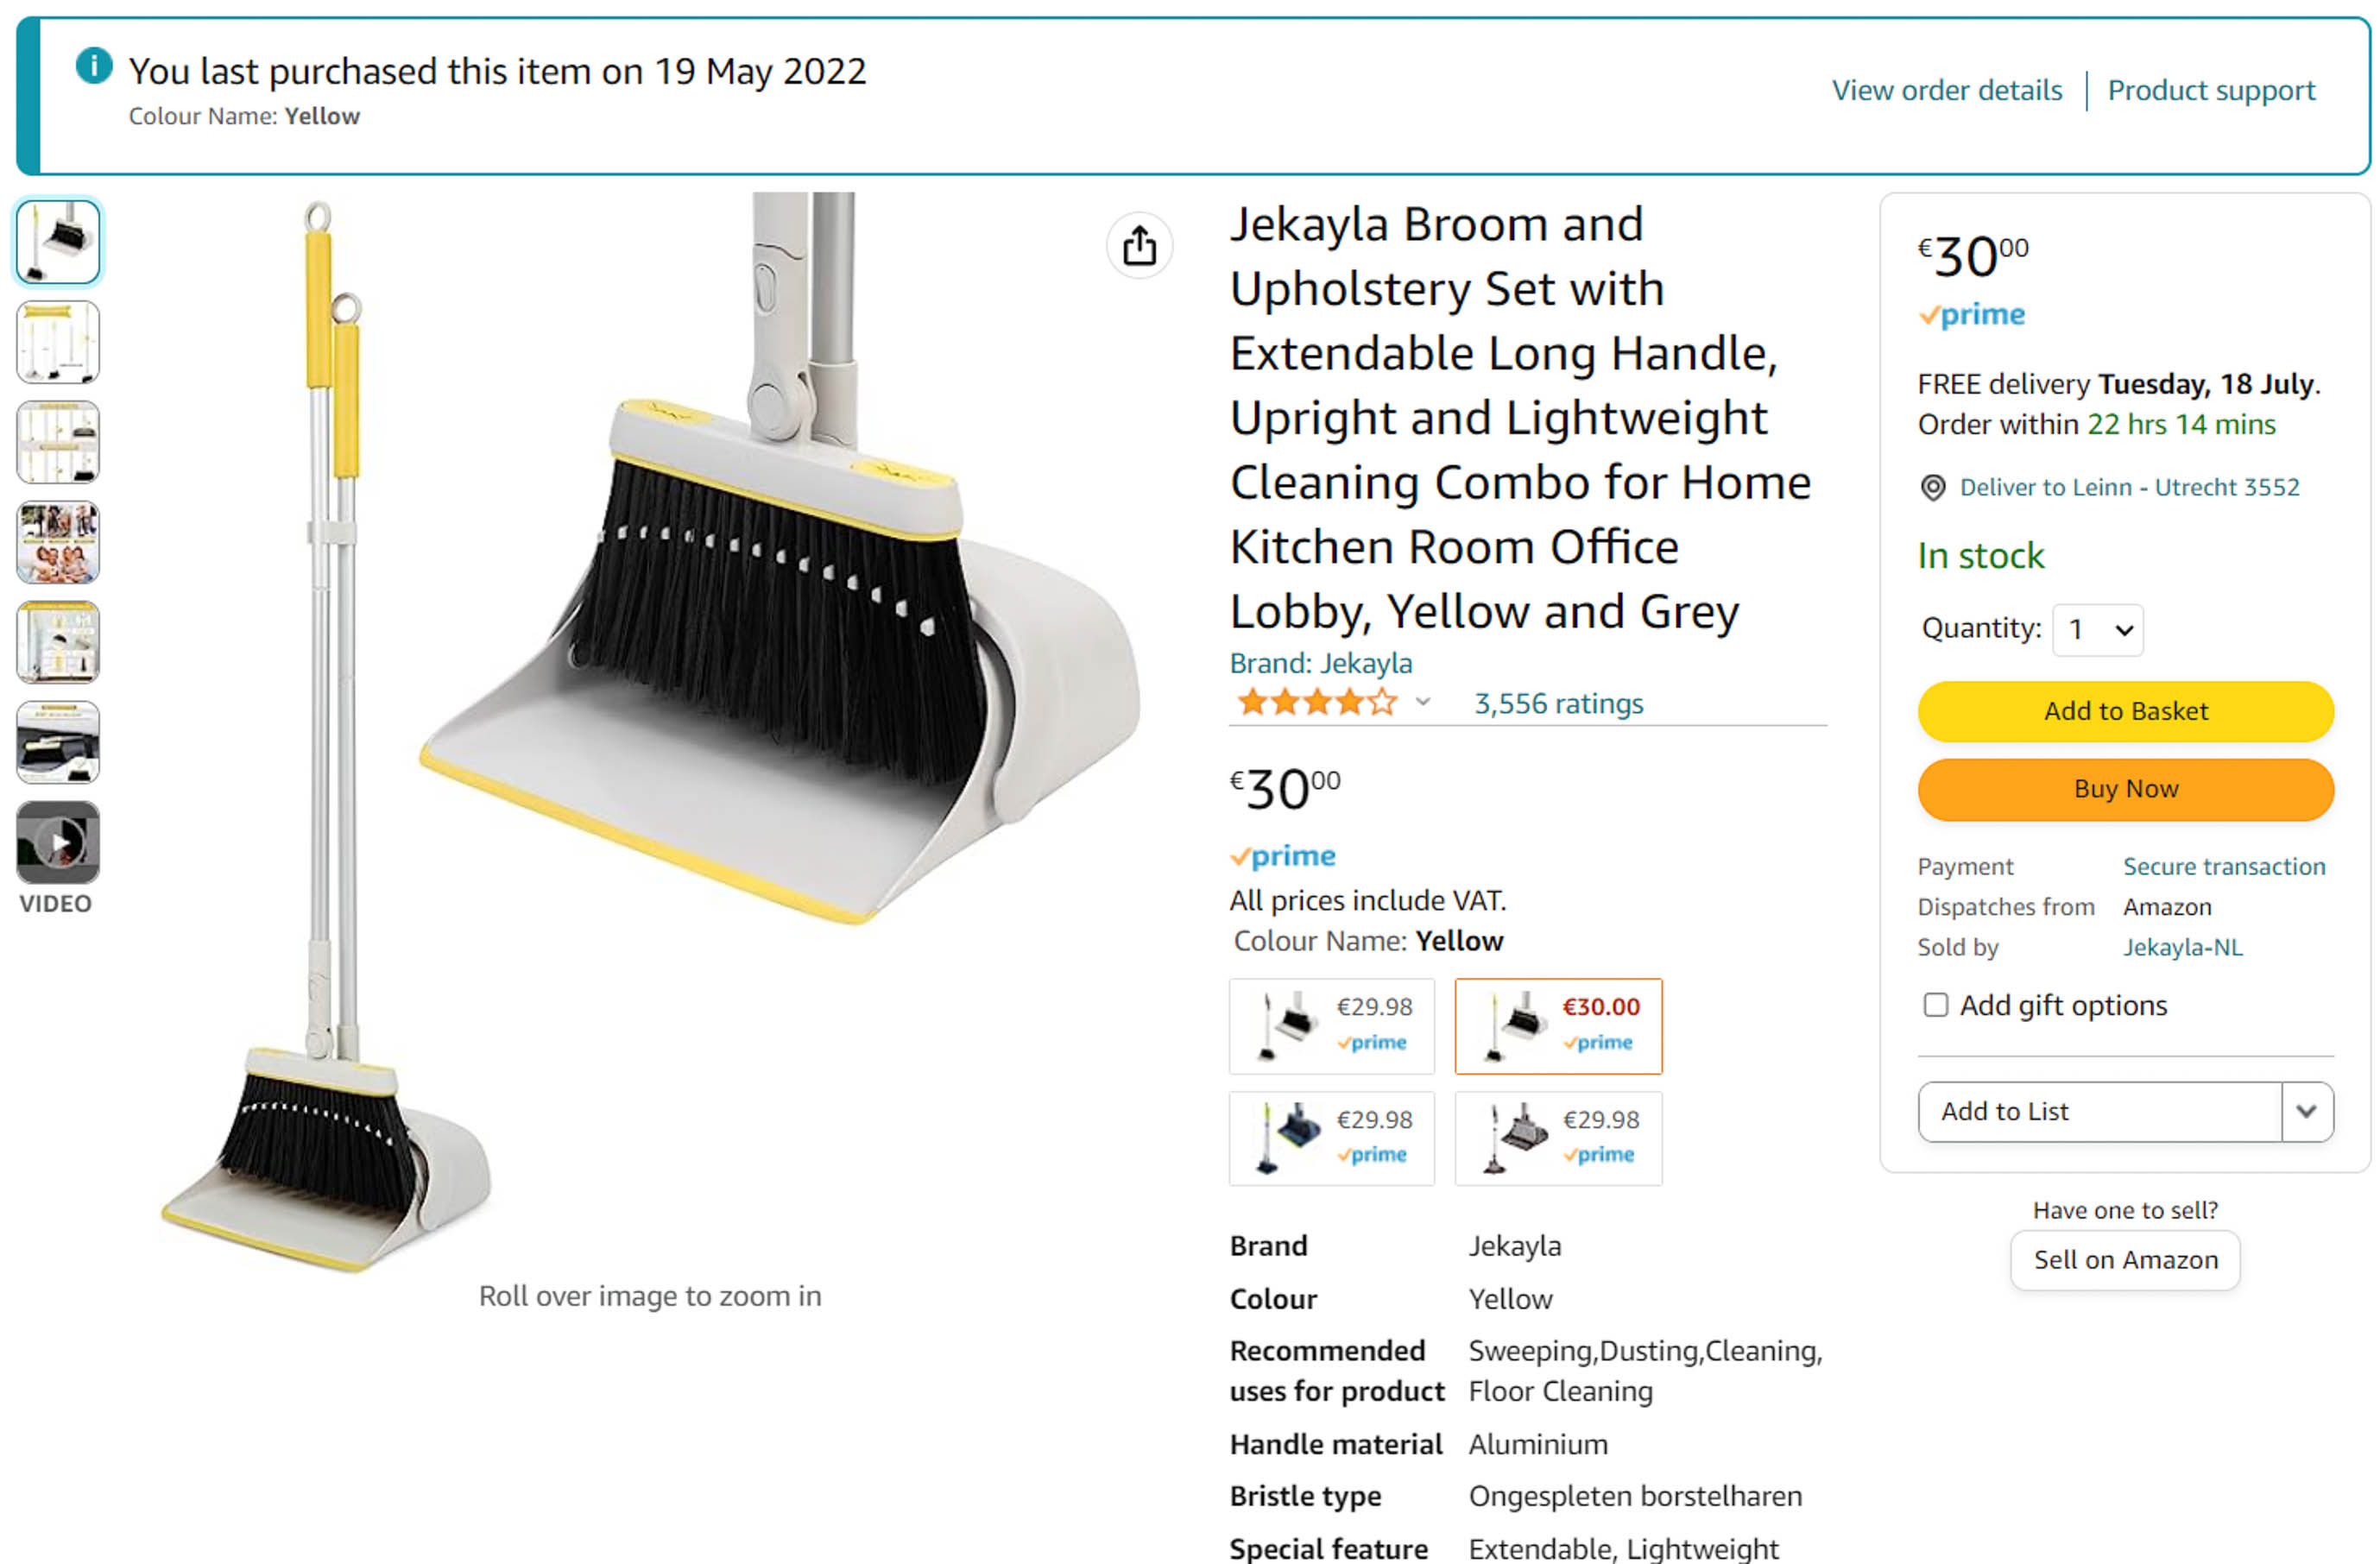 You last purchased this item on 19 May 2022
Colour Name: Yellow
View order details
Product support
VIDEO
Roll over image to zoom in
Jekayla Broom and
Upholstery Set with
Extendable Long Handle,
Upright and Lightweight
Cleaning Combo for Home
Kitchen Room Office
Lobby, Yellow and Grey
Brand: Jekayla
3,556 ratings
€3000
prime
All prices include VAT.
Colour Name: Yellow
€29.98
prime
€30.00
prime
€29.98
prime
€29.98
prime
Brand Jekayla
Colour Yellow
Recommended Sweeping,Dusting,Cleaning,
uses for product Floor Cleaning
Handle material Aluminium
Bristle type Ongespleten borstelharen
Special feature Extendable, Lightweight
€3000
prime
FREE delivery Tuesday, 18 July.
Order within 22 hrs 14 mins
Deliver to Leinn - Utrecht 3552
In stock
Quantity: 1
Add to Basket
Buy Now
Payment Secure transaction
Dispatches from Amazon
Sold by Jekayla-NL
Add gift options
Add to List
Have one to sell?
Sell on Amazon